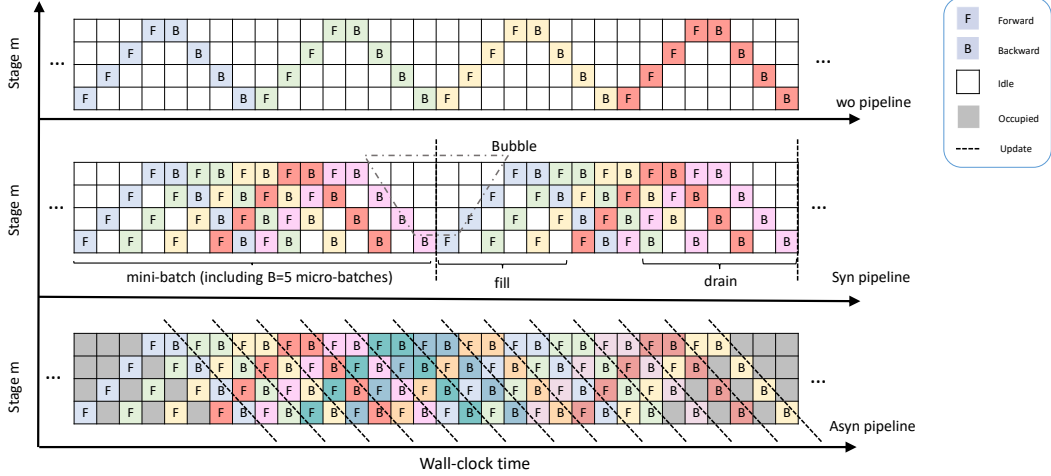 Stage m
F B F B F B F B
F B F B F B F B
... F B F B F B F B ...
F B F B F B F B
wo pipeline
Forward
Backward
Idle
Occupied
Update
F
B
Bubble
Stage m
F B F B F B F B F B F B F B F B F B F B
F F B F B F B F B B F F B F B F B F B B
... F F F B F B F B B B F F F B F B F B B B ...
F F F F B F B B B B F F F F B F B B B B
mini-batch (including B=5 micro-batches)
fill
drain
Syn pipeline
Stage m
F B F B F B F B F B F B F B F B F B F B F B F B F B
F F B F B F B F B F B F B F B F B F B F B F B F B B
... F F F B F B F B F B F B F B F B F B F B F B F B B B ...
F F F F B F B F B F B F B F B F B F B F B F B B B B
Asyn pipeline
Wall-clock time